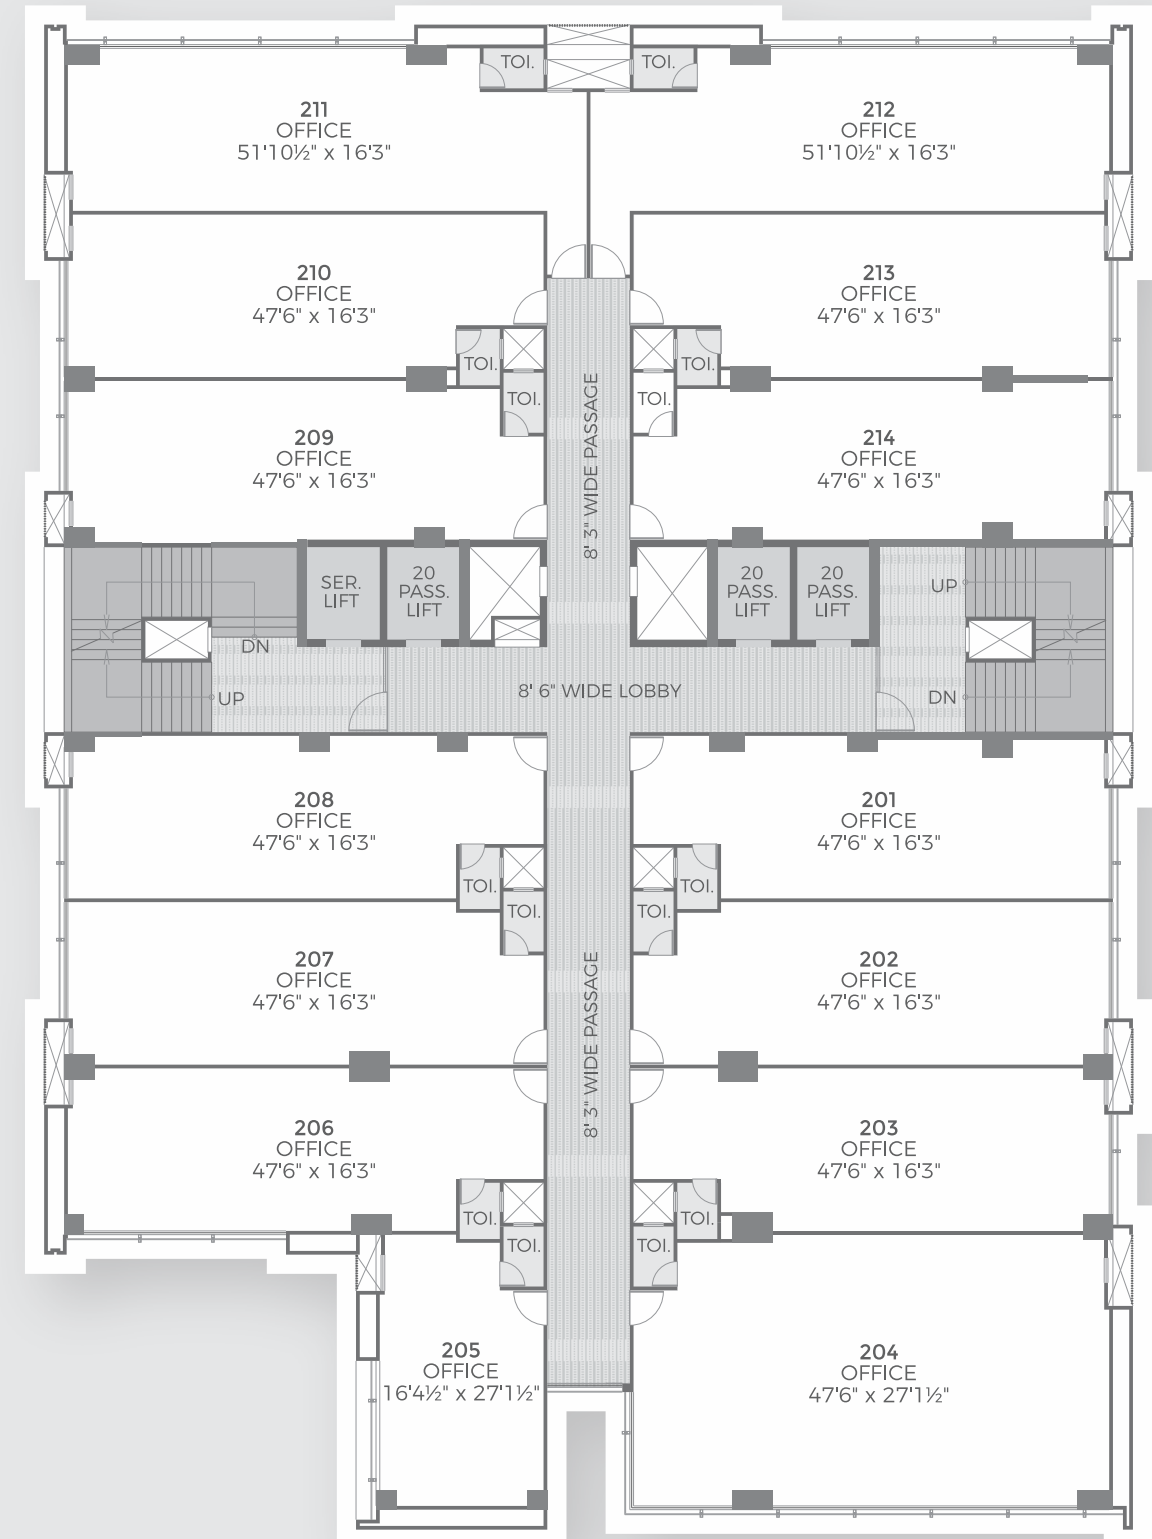 TOI.
TOI.
211
OFFICE
51'10½" x 16'3"
212
OFFICE
51'10½" x 16'3"
210
OFFICE
47'6" x 16'3"
213
OFFICE
47'6" x 16'3"
TOI.
TOI.
TOI.
TOI.
8' 3" WIDE PASSAGE
209
OFFICE
47'6" x 16'3"
214
OFFICE
47'6" x 16'3"
SER.
LIFT
20
PASS.
LIFT
20
PASS.
LIFT
20
PASS.
LIFT
UP
DN
UP
8' 6" WIDE LOBBY
DN
208
OFFICE
47'6" x 16'3"
201
OFFICE
47'6" x 16'3"
TOI.
TOI.
TOI.
TOI.
207
OFFICE
47'6" x 16'3"
202
OFFICE
47'6" x 16'3"
8' 3" WIDE PASSAGE
206
OFFICE
47'6" x 16'3"
203
OFFICE
47'6" x 16'3"
TOI.
TOI.
TOI.
TOI.
205
OFFICE
16'4½" x 27'1½"
204
OFFICE
47'6" x 27'1½"